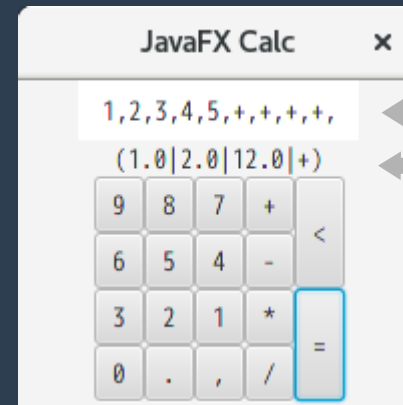 JavaFX Calc ×
1,2,3,4,5,+,+,+,+,
(1.0|2.0|12.0|+)
9 8 7 + <
6 5 4 -
3 2 1 * =
0 . , /